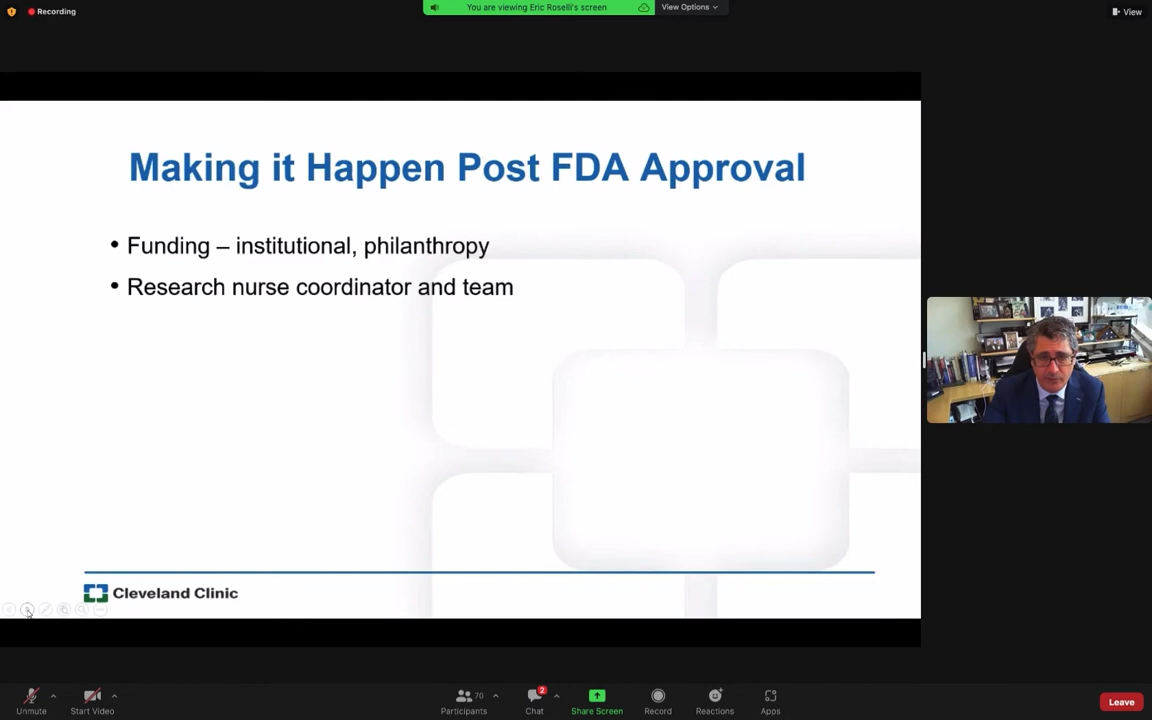 Recording
You are viewing Eric Roselli's screen
View Options
View
Making it Happen Post FDA Approval
• Funding – institutional, philanthropy
• Research nurse coordinator and team
Cleveland Clinic
Unmute
Start Video
70
Participants
2
Chat
Share Screen
Record
Reactions
Apps
Leave